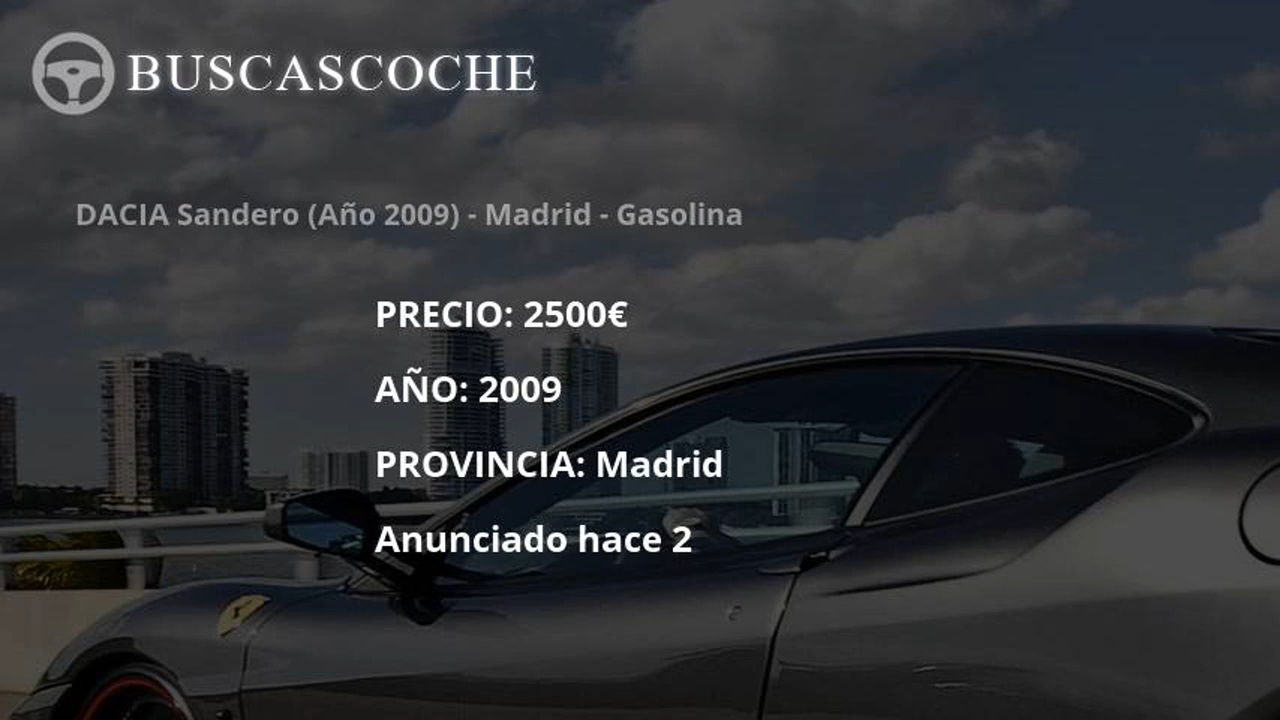 BUSCASCOCHE
DACIA Sandero (Año 2009) - Madrid - Gasolina
PRECIO: 2500€
AÑO: 2009
PROVINCIA: Madrid
Anunciado hace 2